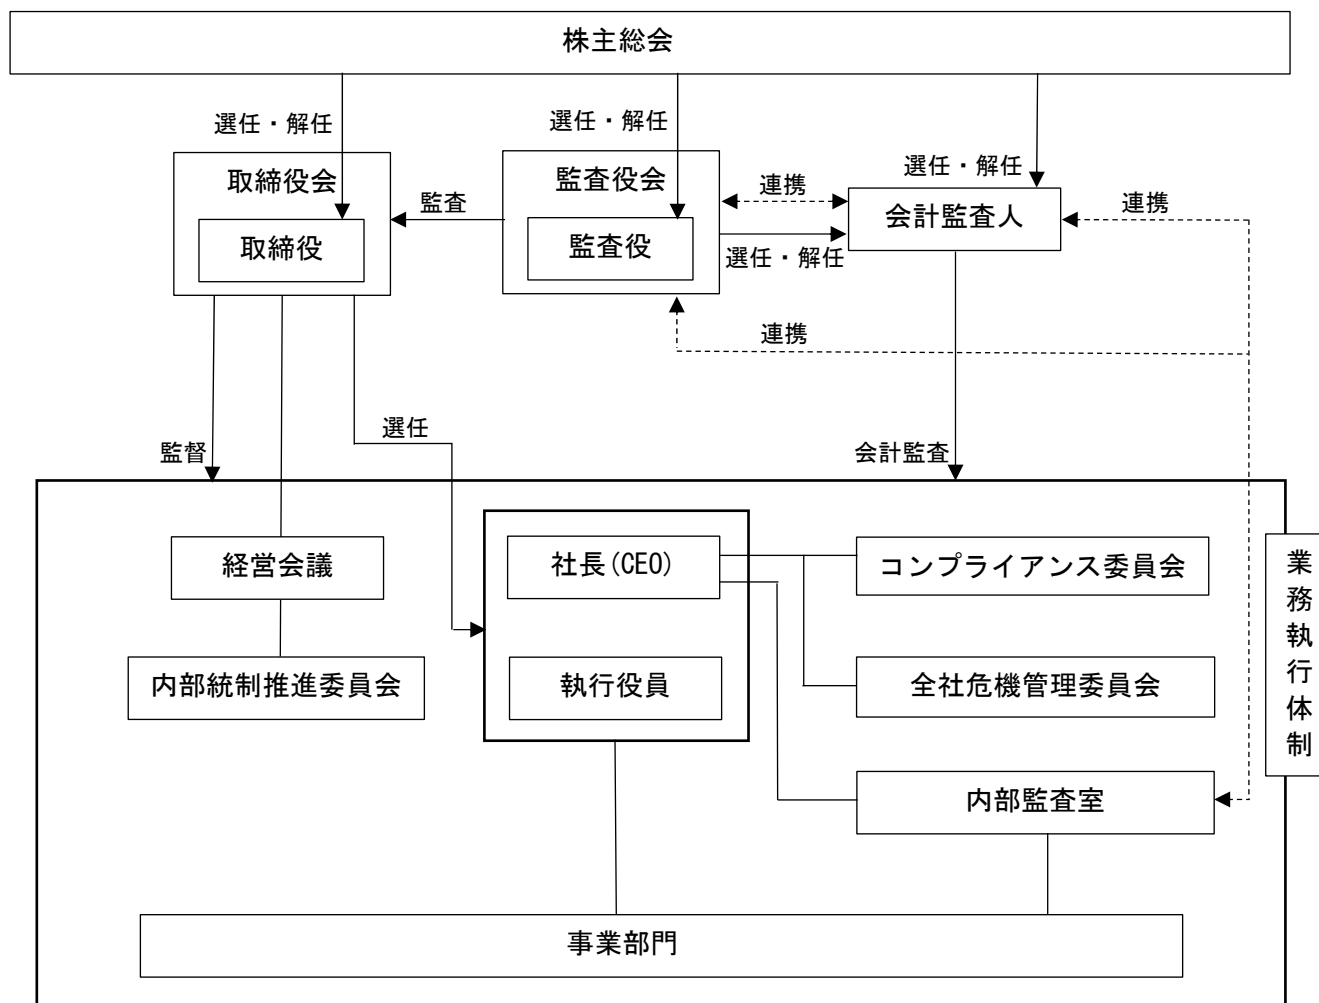 株主総会
選任・解任
選任・解任
選任・解任
取締役会
取締役
監査
監査役会
監査役
連携
選任・解任
会計監査人
連携
連携
監督
選任
会計監査
経営会議
内部統制推進委員会
社長(CEO)
執行役員
コンプライアンス委員会
全社危機管理委員会
内部監査室
業務執行体制
事業部門